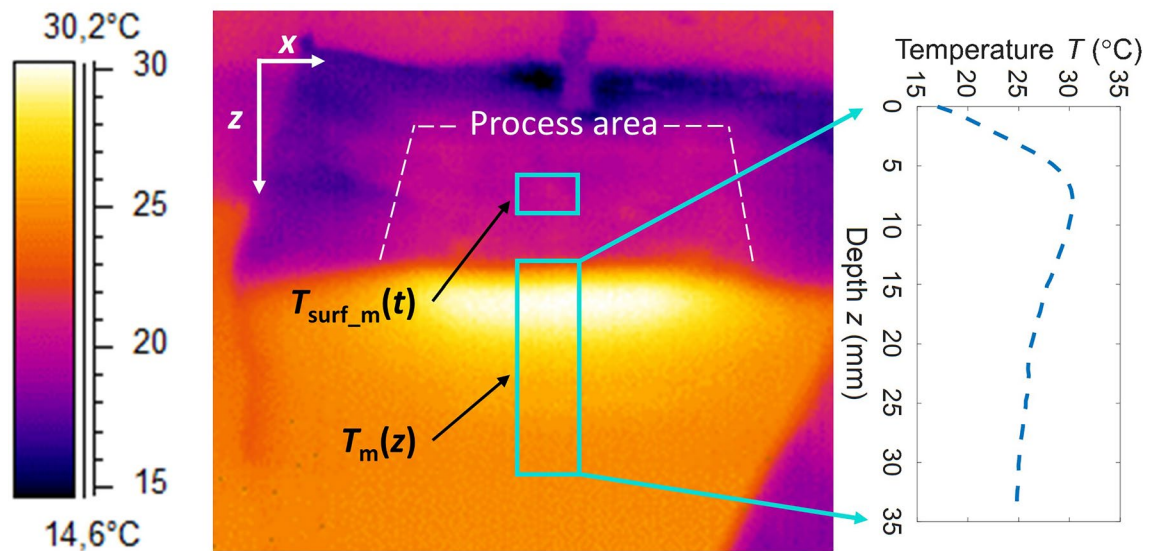 30,2°C
30
25
20
15
14,6°C
x
z
Process area
T_surf_m(t)
T_m(z)
Temperature T (°C)
15 20 25 30 35
0
5
10
15
20
25
30
35
Depth z (mm)